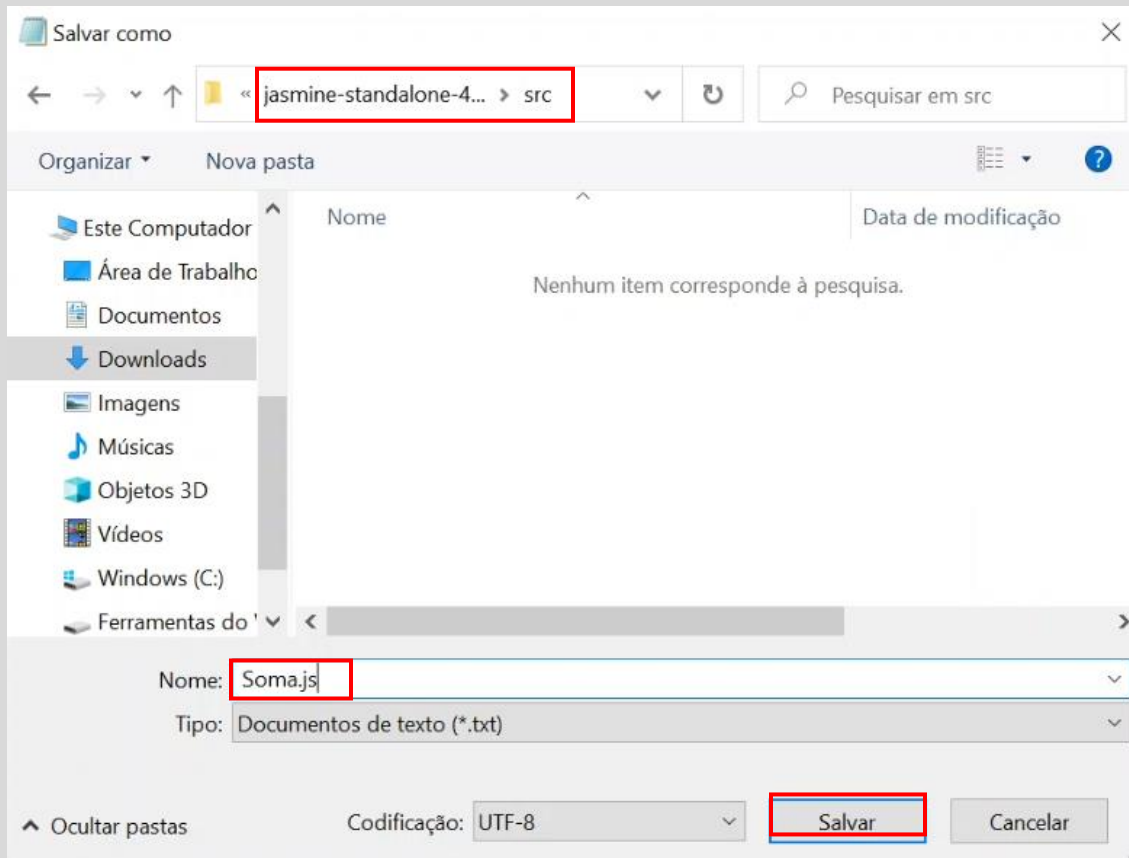 Salvar como
« jasmine-standalone-4... > src
Pesquisar em src
Organizar
Nova pasta
?
Nome
Data de modificação
Nenhum item corresponde à pesquisa.
Este Computador
Área de Trabalho
Documentos
Downloads
Imagens
Músicas
Objetos 3D
Vídeos
Windows (C:)
Ferramentas do
Nome: Soma.js
Tipo: Documentos de texto (*.txt)
Ocultar pastas
Codificação: UTF-8
Salvar
Cancelar